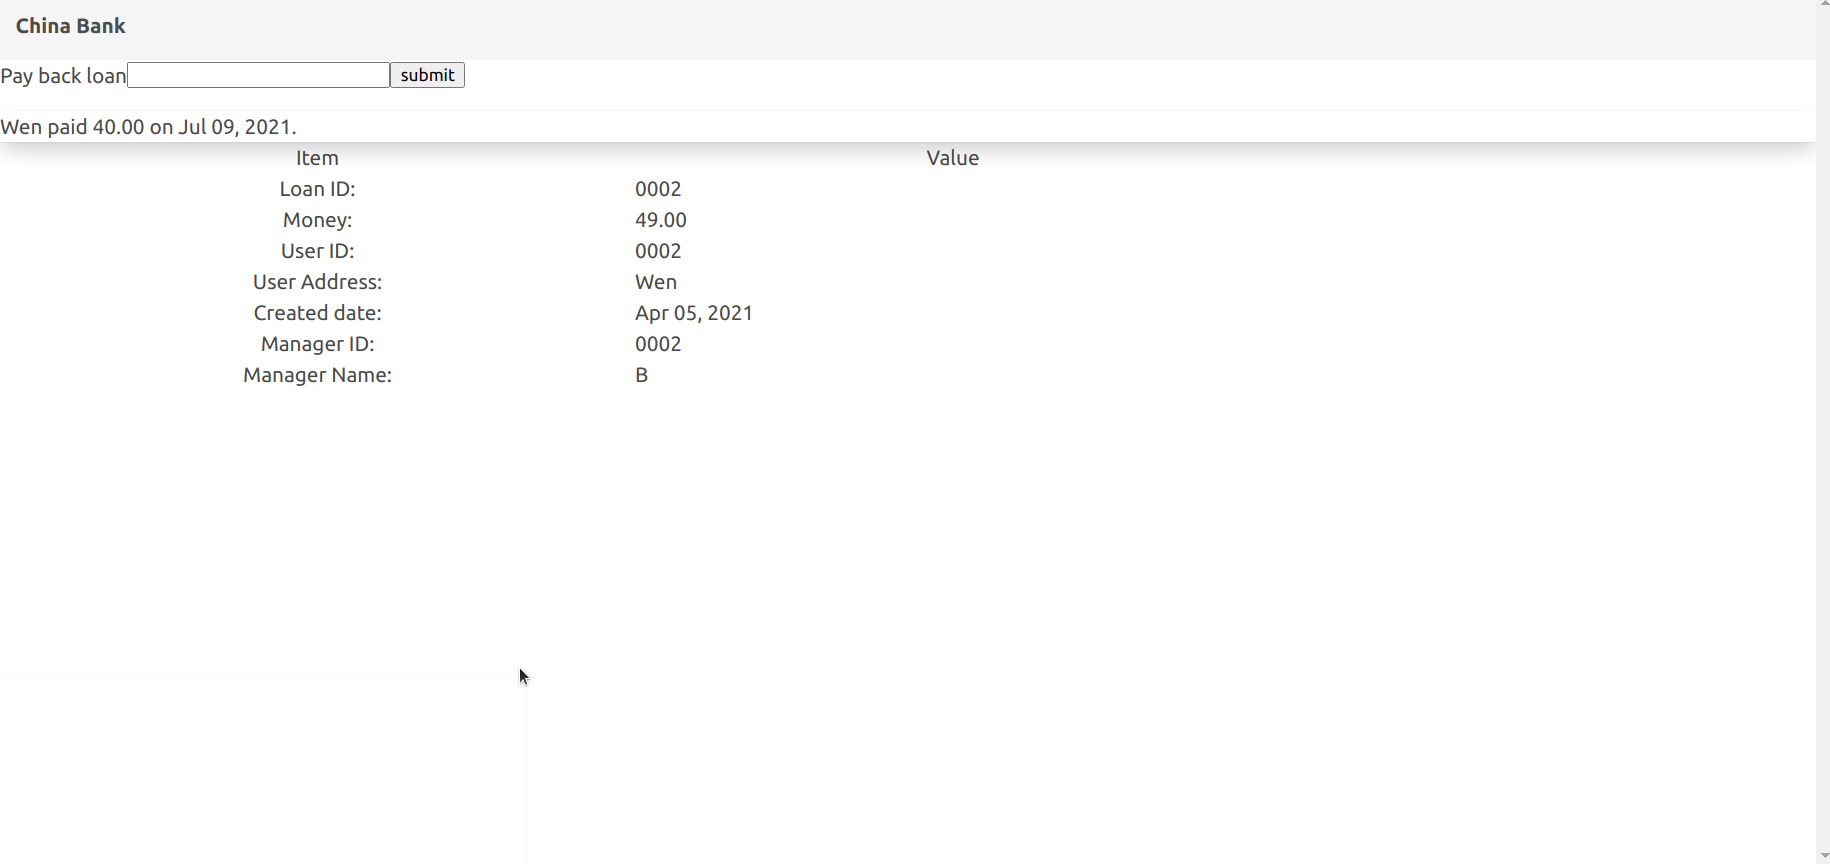 China Bank
Pay back loan submit
Wen paid 40.00 on Jul 09, 2021.
Item Value
Loan ID: 0002
Money: 49.00
User ID: 0002
User Address: Wen
Created date: Apr 05, 2021
Manager ID: 0002
Manager Name: B